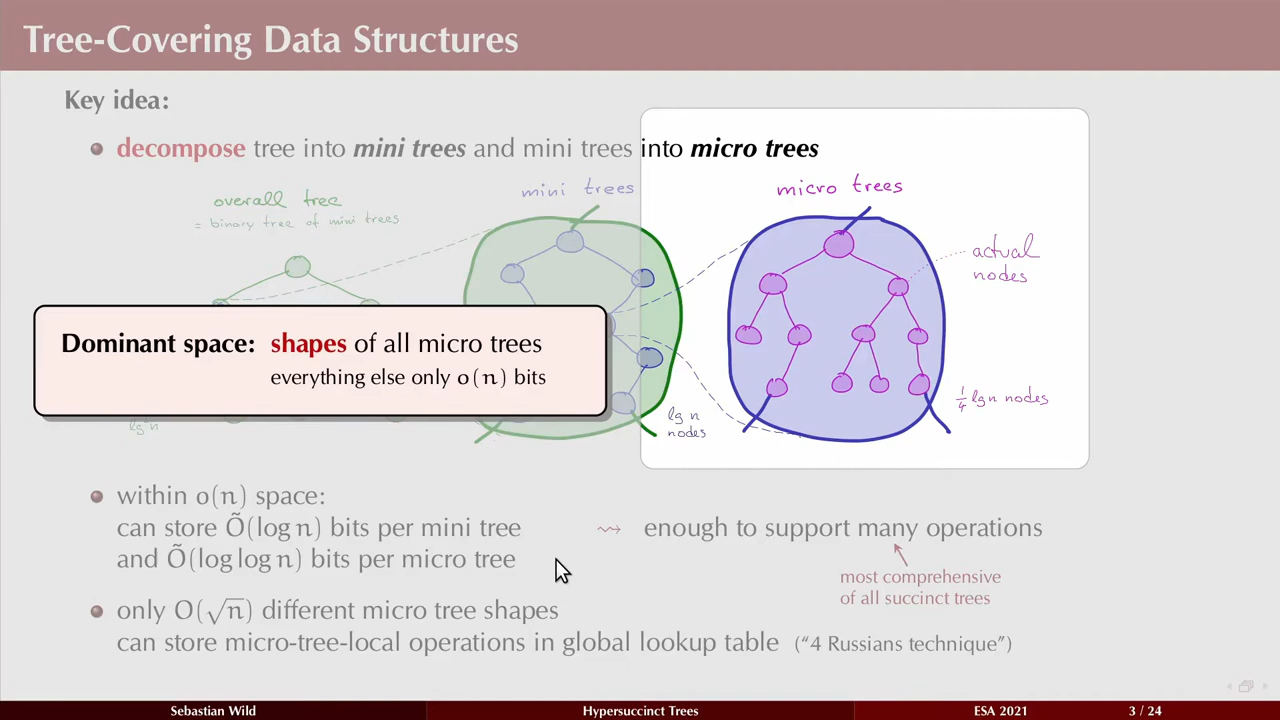 Tree-Covering Data Structures
Key idea:
decompose tree into mini trees and mini trees into micro trees
overall tree
= binary tree of mini trees
mini trees
micro trees
actual
nodes
Dominant space: shapes of all micro trees
everything else only o(n) bits
lg² n
lg n
nodes
¼ lg n nodes
within o(n) space:
can store Õ(log n) bits per mini tree
and Õ(log log n) bits per micro tree
⇝ enough to support many operations
most comprehensive
of all succinct trees
only O(√n) different micro tree shapes
can store micro-tree-local operations in global lookup table (“4 Russians technique”)
Sebastian Wild
Hypersuccinct Trees
ESA 2021
3 / 24